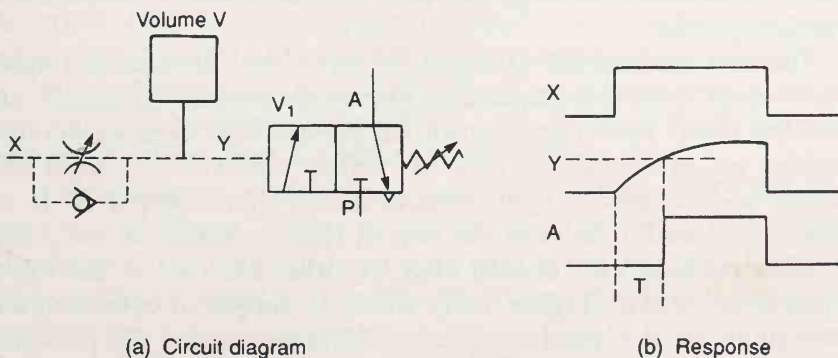 Volume V
X
V₁
A
Y
P
(a) Circuit diagram
X
Y
A
T
(b) Response